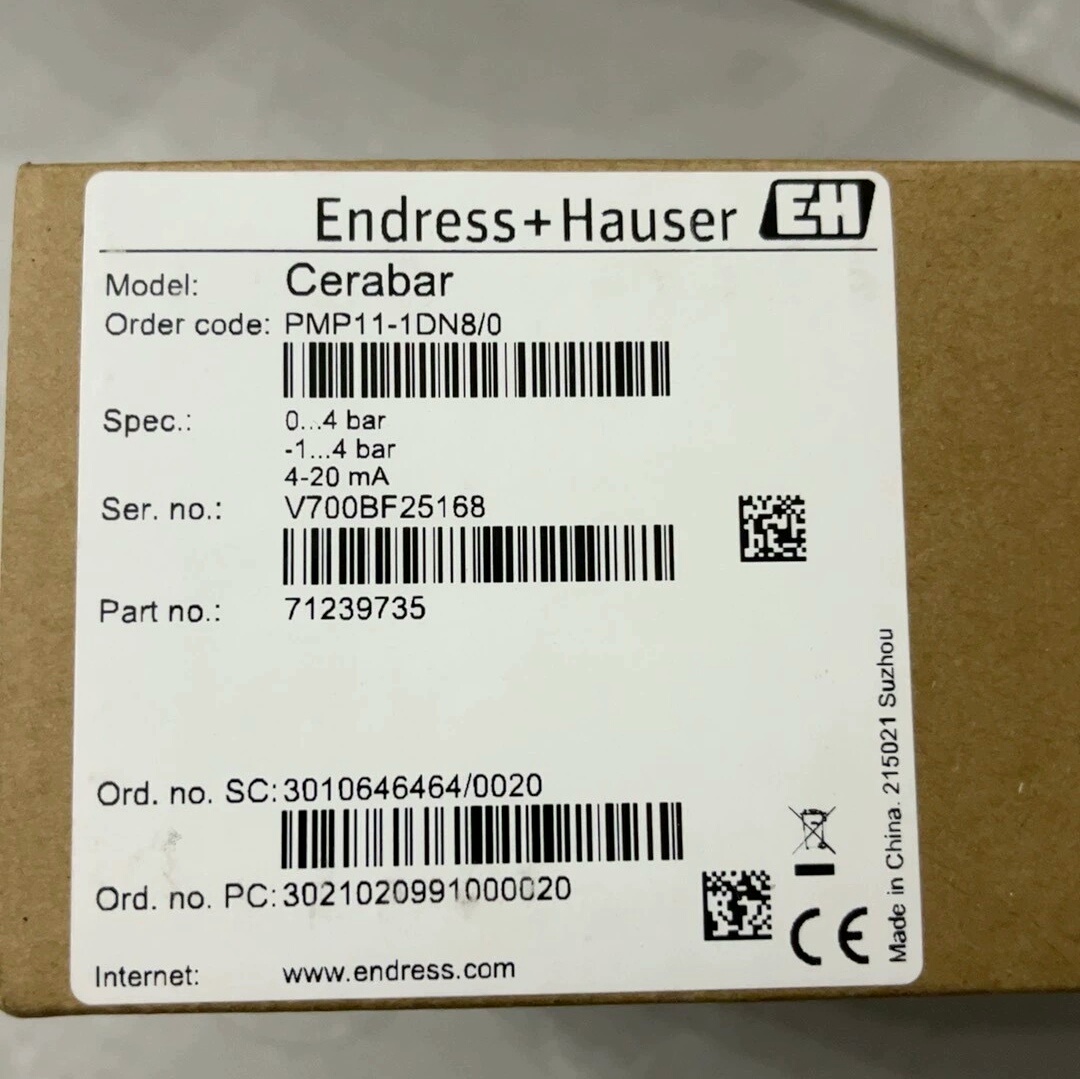 Endress+Hauser EH
Model: Cerabar
Order code: PMP11-1DN8/0
Spec.: 0...4 bar
-1...4 bar
4-20 mA
Ser. no.: V700BF25168
Part no.: 71239735
Ord. no. SC: 3010646464/0020
Ord. no. PC: 3021020991000020
Internet: www.endress.com
CE
Made in China. 215021 Suzhou